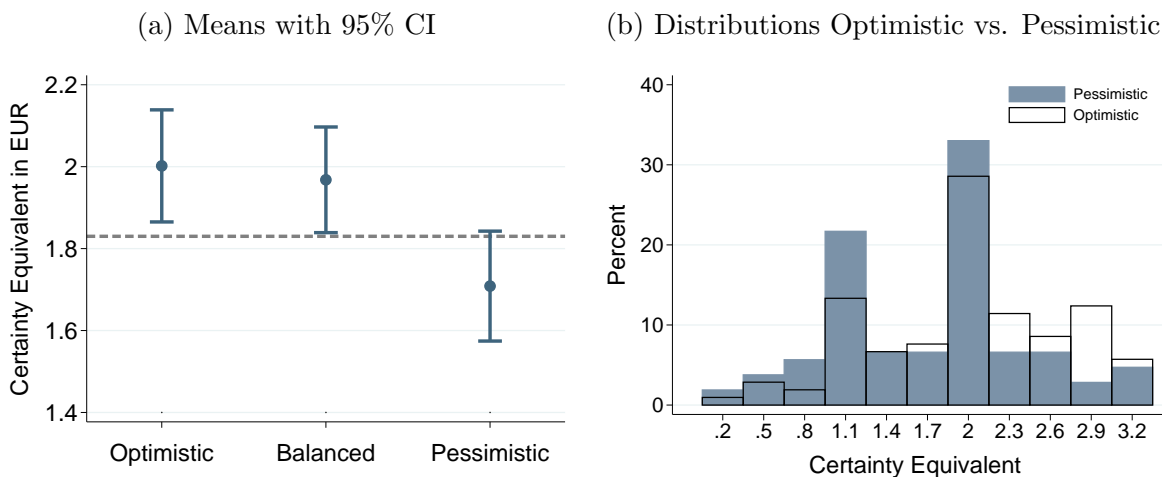 (a) Means with 95% CI
Certainty Equivalent in EUR
2.2
2
1.8
1.6
1.4
Optimistic Balanced Pessimistic
(b) Distributions Optimistic vs. Pessimistic
Percent
40
30
20
10
0
Pessimistic
Optimistic
.2 .5 .8 1.1 1.4 1.7 2 2.3 2.6 2.9 3.2
Certainty Equivalent